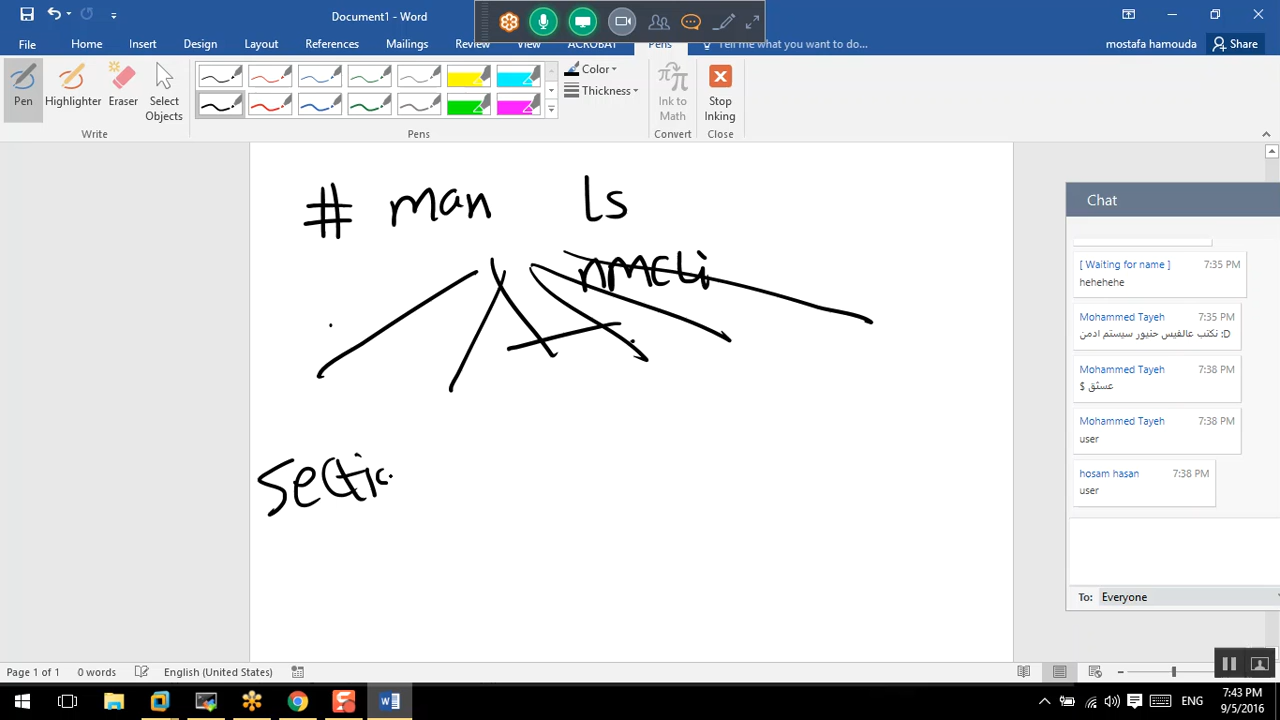 Document1 - Word
File Home Insert Design Layout References Mailings Review View ACROBAT Pens Tell me what you want to do... mostafa hamouda Share
Pen Highlighter Eraser Select Objects
Color Thickness
Ink to Math Stop Inking
Write Pens Convert Close
# man ls
nmcli
sectio
Chat
[ Waiting for name ] 7:35 PM
hehehehe
Mohammed Tayeh 7:35 PM
D: نكتب عالفيس خنبور سيستم ادمن
Mohammed Tayeh 7:38 PM
عسثق $
Mohammed Tayeh 7:38 PM
user
hosam hasan 7:38 PM
user
To: Everyone
Page 1 of 1 0 words English (United States)
ENG 7:43 PM
9/5/2016